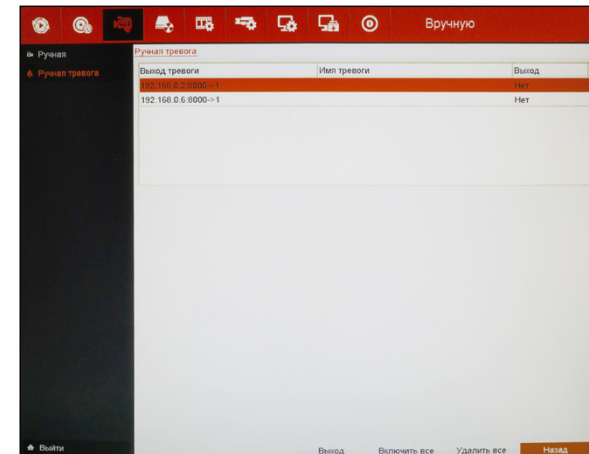 Вручную
Ручная
Ручная тревога
Ручная тревога
Выход тревоги Имя тревоги Выход
192.168.0.2:8000->1 Нет
192.168.0.6:8000->1 Нет
Выйти
Выход Включить все Удалить все Назад